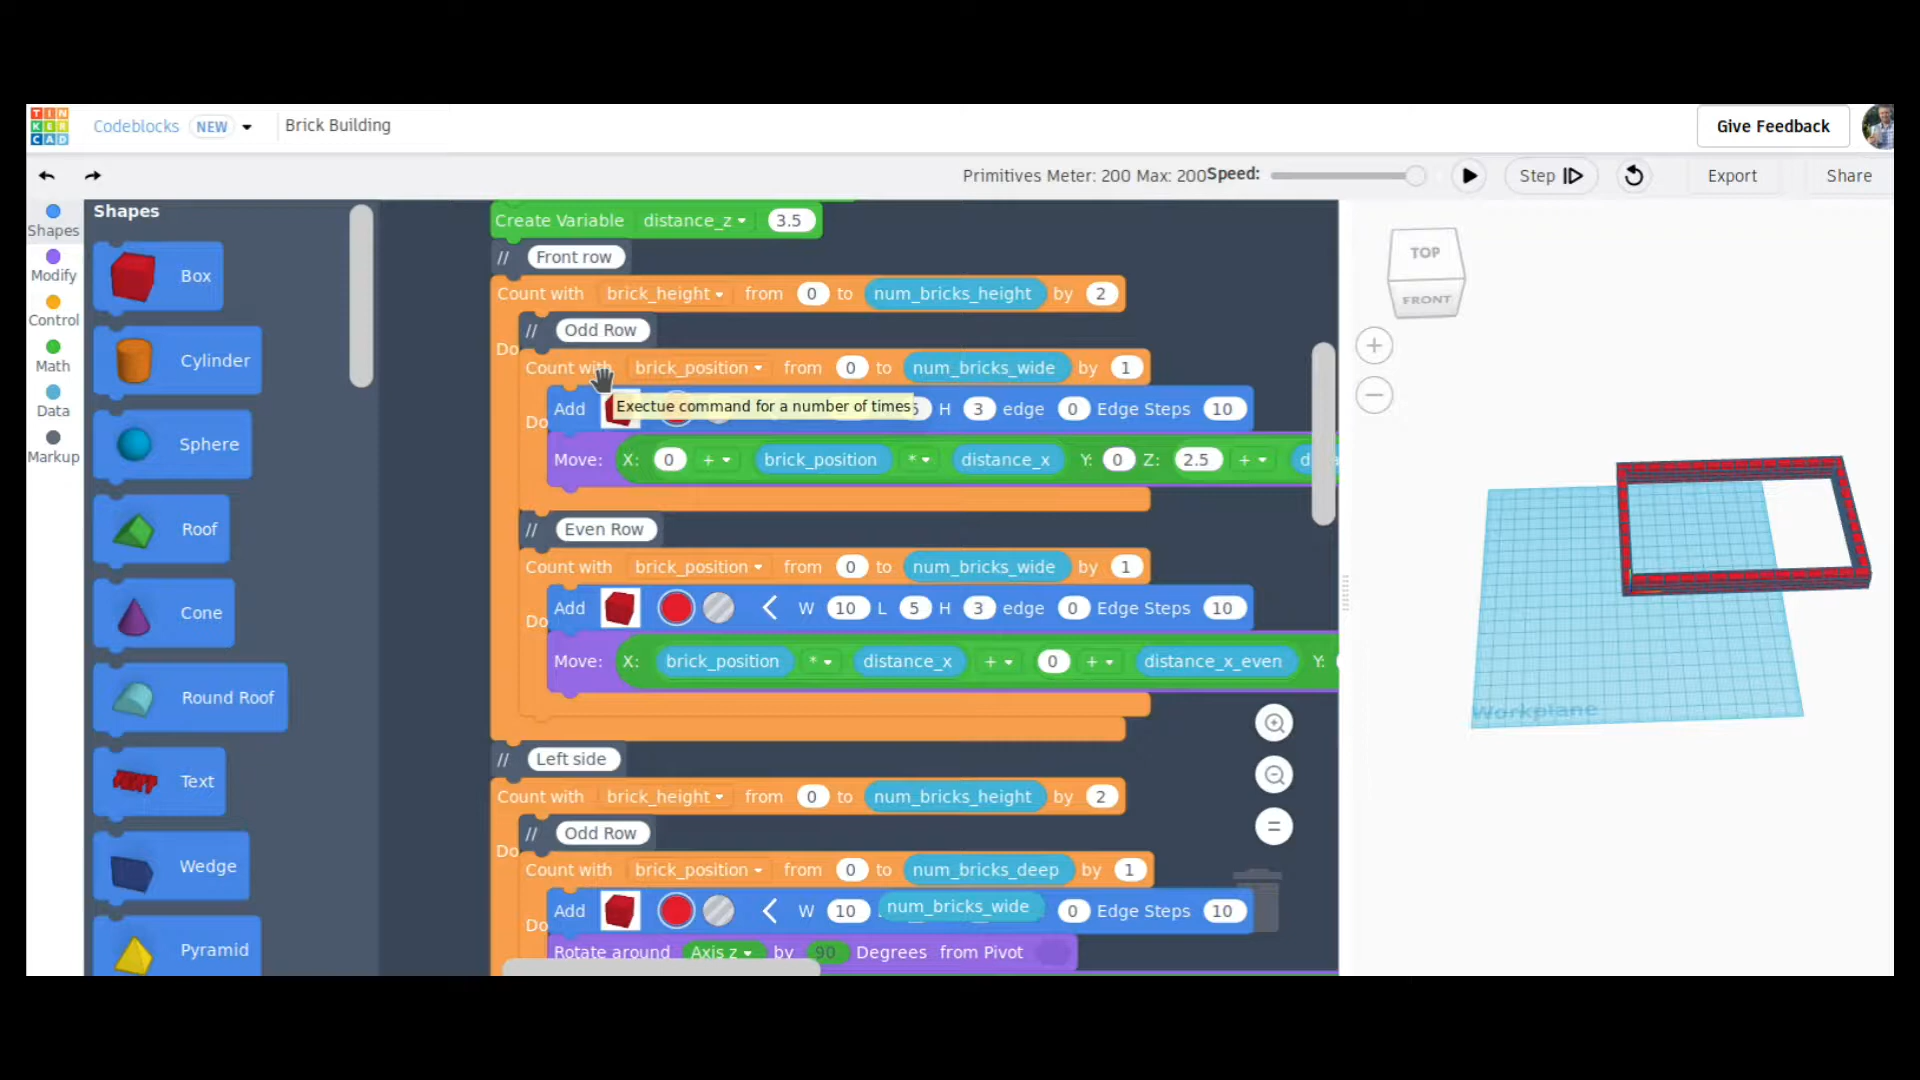 TINKERCAD
Codeblocks NEW Brick Building Give Feedback
Primitives Meter: 200 Max: 200 Speed: Step Export Share
Shapes
Modify
Control
Math
Data
Markup
Shapes
Box
Cylinder
Sphere
Roof
Cone
Round Roof
Text
Wedge
Pyramid
Create Variable distance_z 3.5
// Front row
Count with brick_height from 0 to num_bricks_height by 2
// Odd Row
Do
Count with brick_position from 0 to num_bricks_wide by 1
Add Exectue command for a number of times H 3 edge 0 Edge Steps 10
Do
Move: X: 0 + brick_position * distance_x Y: 0 Z: 2.5 +
// Even Row
Count with brick_position from 0 to num_bricks_wide by 1
Add W 10 L 5 H 3 edge 0 Edge Steps 10
Do
Move: X: brick_position * distance_x + 0 + distance_x_even Y:
// Left side
Count with brick_height from 0 to num_bricks_height by 2
// Odd Row
Do
Count with brick_position from 0 to num_bricks_deep by 1
Add W 10 num_bricks_wide 0 Edge Steps 10
Do
Rotate around Axis z by 90 Degrees from Pivot
TOP
FRONT
Workplane